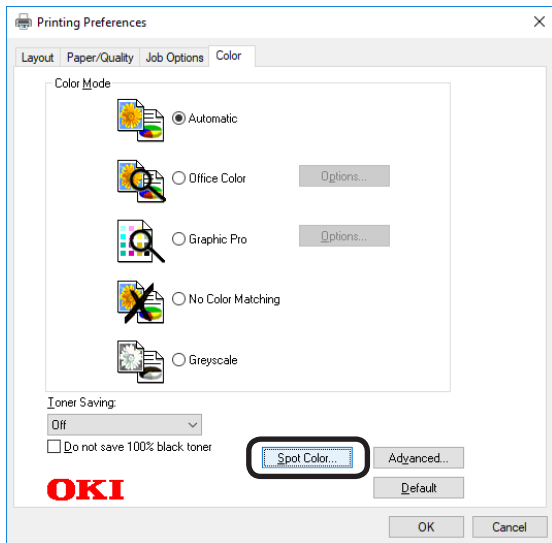 Printing Preferences
Layout Paper/Quality Job Options Color
Color Mode
Automatic
Office Color Options...
Graphic Pro Options...
No Color Matching
Greyscale
Toner Saving:
Off
Do not save 100% black toner
Spot Color... Advanced...
OKI Default
OK Cancel